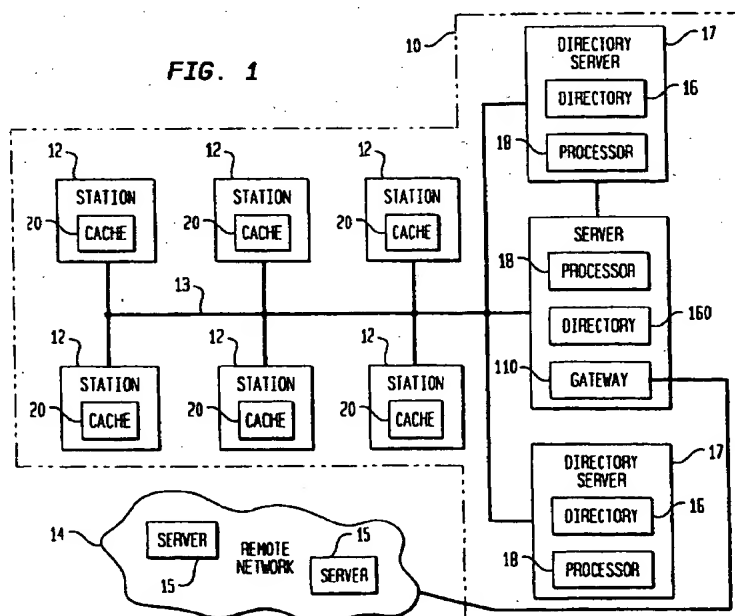 FIG. 1
10
17
DIRECTORY
SERVER
DIRECTORY
16
18
PROCESSOR
12
STATION
20
CACHE
12
STATION
20
CACHE
12
STATION
20
CACHE
SERVER
18
PROCESSOR
DIRECTORY
160
110
GATEWAY
13
12
STATION
20
CACHE
12
STATION
20
CACHE
12
STATION
20
CACHE
17
DIRECTORY
SERVER
DIRECTORY
16
18
PROCESSOR
14
SERVER
15
REMOTE
NETWORK
15
SERVER